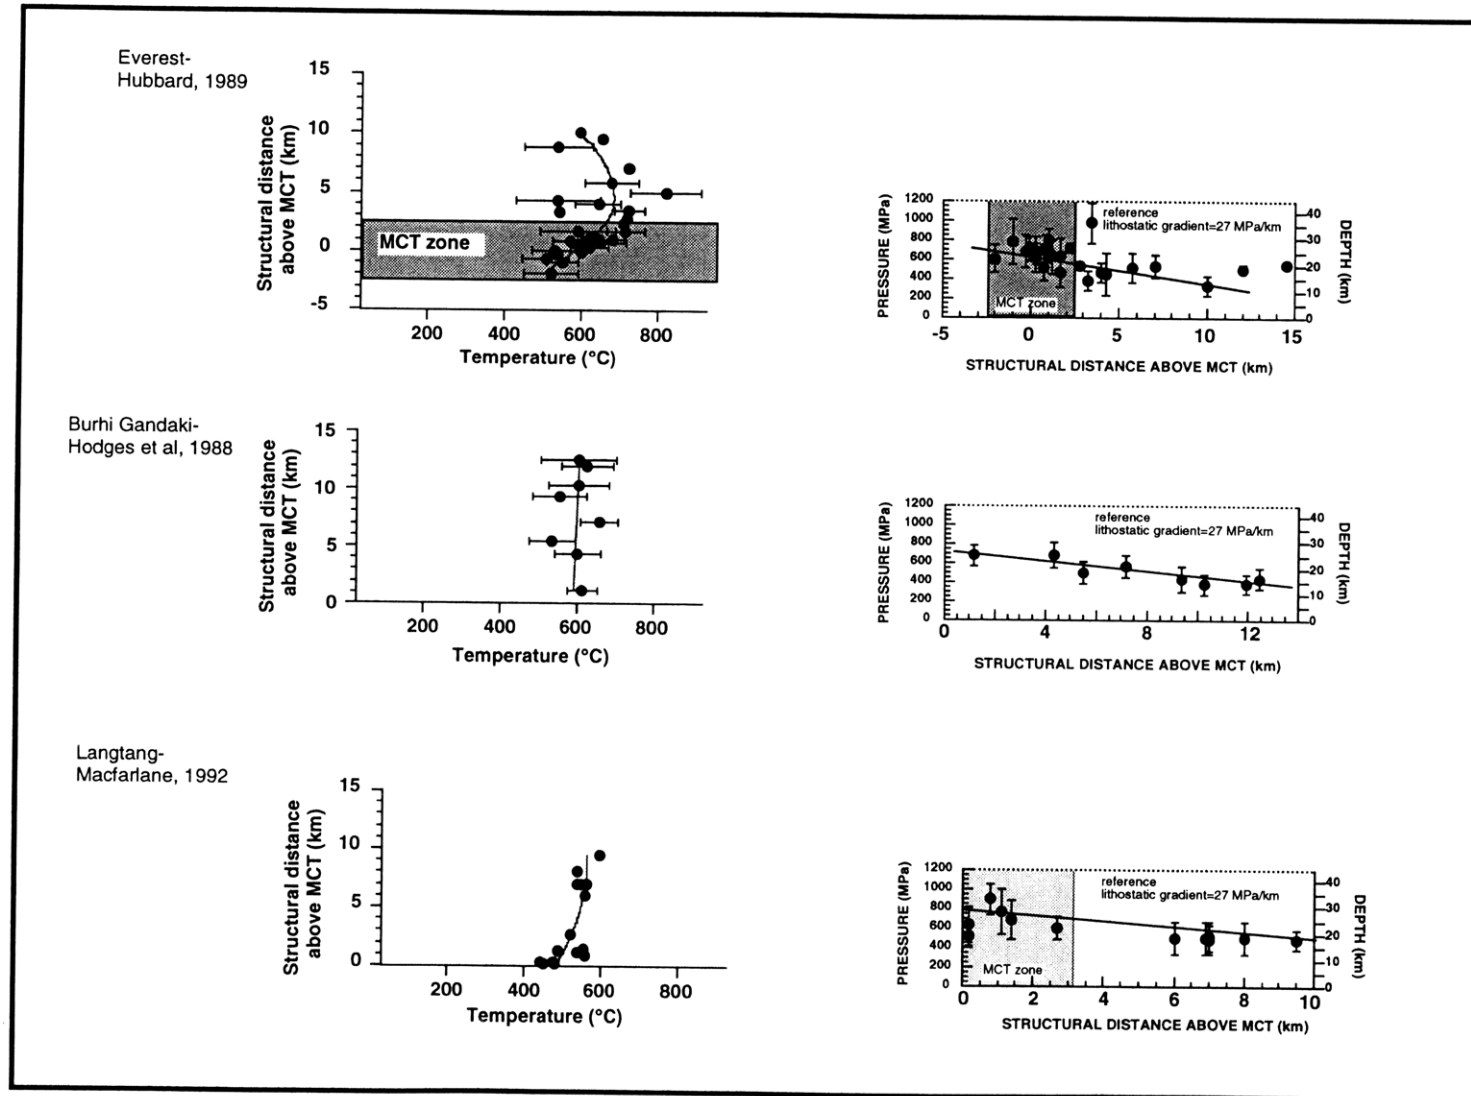 Everest-
Hubbard, 1989
15
10
5
0
-5
Structural distance
above MCT (km)
MCT zone
200 400 600 800
Temperature (°C)
1200
1000
800
600
400
200
0
PRESSURE (MPa)
reference
lithostatic gradient=27 MPa/km
MCT zone
40
30
20
10
0
DEPTH (km)
-5 0 5 10 15
STRUCTURAL DISTANCE ABOVE MCT (km)
Burhi Gandaki-
Hodges et al, 1988
15
10
5
0
Structural distance
above MCT (km)
200 400 600 800
Temperature (°C)
1200
1000
800
600
400
200
0
PRESSURE (MPa)
reference
lithostatic gradient=27 MPa/km
40
30
20
10
0
DEPTH (km)
0 4 8 12
STRUCTURAL DISTANCE ABOVE MCT (km)
Langtang-
Macfarlane, 1992
15
10
5
0
Structural distance
above MCT (km)
200 400 600 800
Temperature (°C)
1200
1000
800
600
400
200
0
PRESSURE (MPa)
reference
lithostatic gradient=27 MPa/km
MCT zone
40
30
20
10
0
DEPTH (km)
0 2 4 6 8 10
STRUCTURAL DISTANCE ABOVE MCT (km)